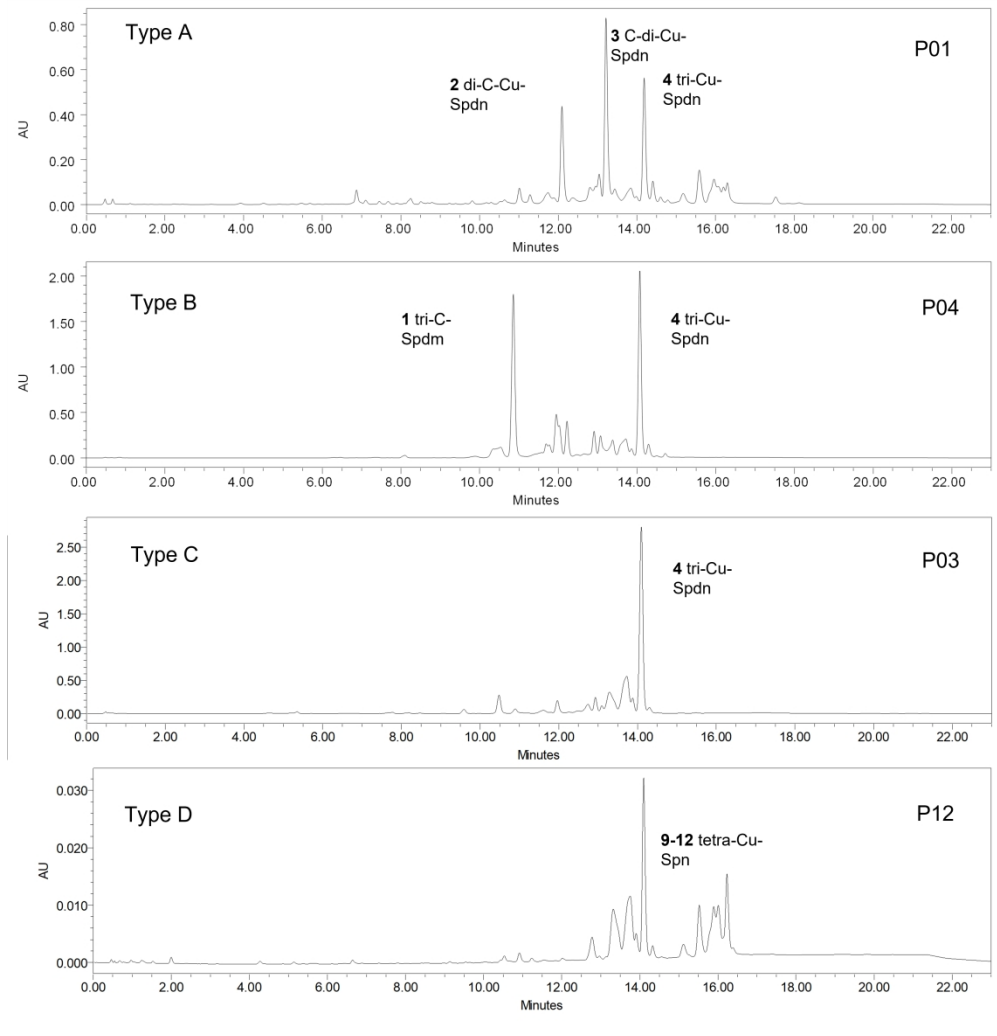 Type A
P01
2 di-C-Cu-
Spdn
3 C-di-Cu-
Spdn
4 tri-Cu-
Spdn
AU
0.80
0.60
0.40
0.20
0.00
0.00 2.00 4.00 6.00 8.00 10.00 12.00 14.00 16.00 18.00 20.00 22.00
Minutes
Type B
P04
1 tri-C-
Spdm
4 tri-Cu-
Spdn
AU
2.00
1.50
1.00
0.50
0.00
0.00 2.00 4.00 6.00 8.00 10.00 12.00 14.00 16.00 18.00 20.00 22.00
Minutes
Type C
P03
4 tri-Cu-
Spdn
AU
2.50
2.00
1.50
1.00
0.50
0.00
0.00 2.00 4.00 6.00 8.00 10.00 12.00 14.00 16.00 18.00 20.00 22.00
Minutes
Type D
P12
9-12 tetra-Cu-
Spn
AU
0.030
0.020
0.010
0.000
0.00 2.00 4.00 6.00 8.00 10.00 12.00 14.00 16.00 18.00 20.00 22.00
Minutes